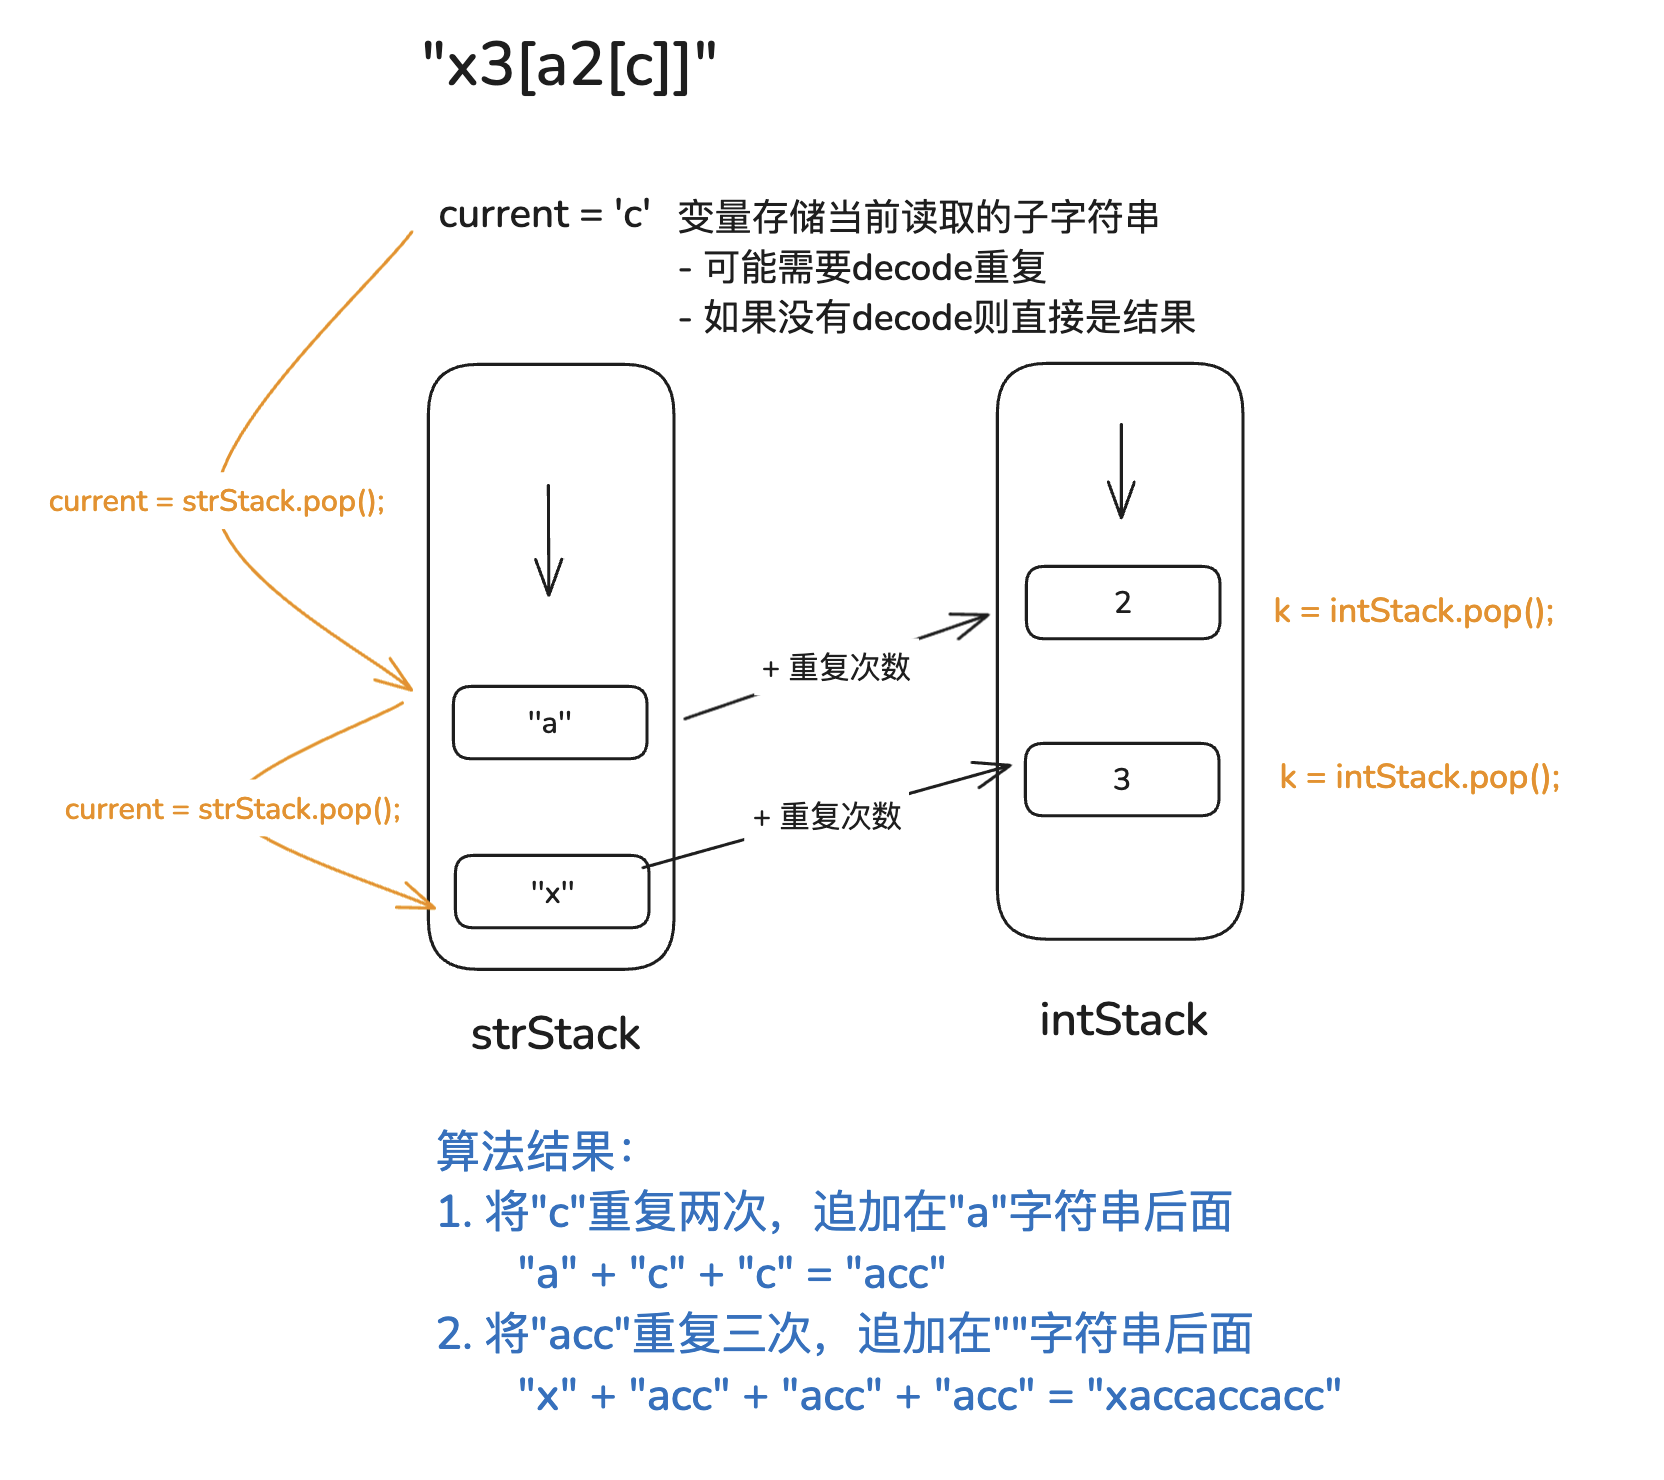 "x3[a2[c]]"
current = 'c' 变量存储当前读取的子字符串
- 可能需要decode重复
- 如果没有decode则直接是结果
current = strStack.pop();
2
k = intStack.pop();
+ 重复次数
"a"
3
k = intStack.pop();
current = strStack.pop();
+ 重复次数
"x"
strStack
intStack
算法结果：
1. 将"c"重复两次，追加在"a"字符串后面
"a" + "c" + "c" = "acc"
2. 将"acc"重复三次，追加在""字符串后面
"x" + "acc" + "acc" + "acc" = "xaccaccacc"